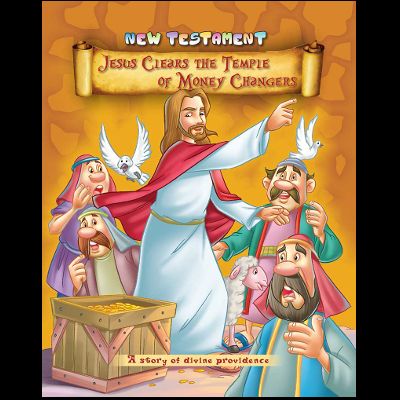 New Testament
Jesus Clears the Temple
of Money Changers
A story of divine providence